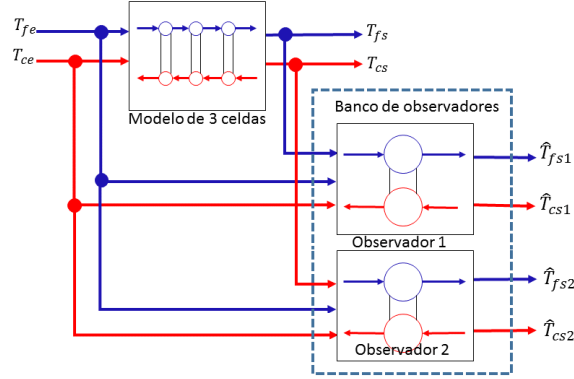 T_fe
T_fs
T_ce
T_cs
Modelo de 3 celdas
Banco de observadores
T̂_fs1
T̂_cs1
Observador 1
T̂_fs2
T̂_cs2
Observador 2